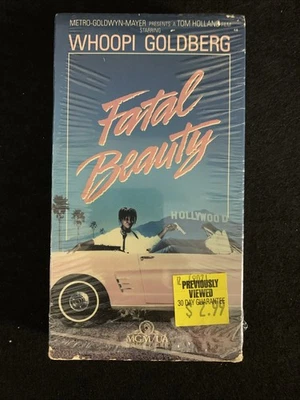 METRO-GOLDWYN-MAYER PRESENTS A TOM HOLLAND FILM
STARRING
WHOOPI GOLDBERG
Fatal
Beauty
HOLLYWOOD
PREVIOUSLY
VIEWED
30 DAY GUARANTEE
$ 2.99
MGM/UA